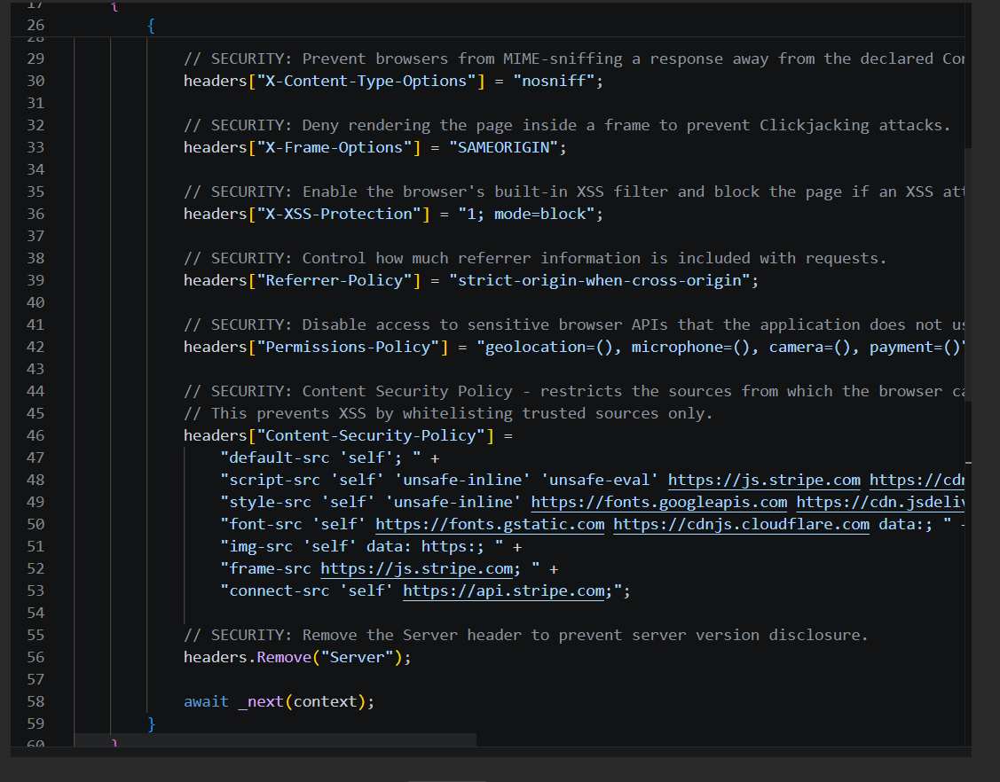 17 {
26 {
28
29 // SECURITY: Prevent browsers from MIME-sniffing a response away from the declared
30 headers["X-Content-Type-Options"] = "nosniff";
31
32 // SECURITY: Deny rendering the page inside a frame to prevent Clickjacking attacks.
33 headers["X-Frame-Options"] = "SAMEORIGIN";
34
35 // SECURITY: Enable the browser's built-in XSS filter and block the page if an XSS
36 headers["X-XSS-Protection"] = "1; mode=block";
37
38 // SECURITY: Control how much referrer information is included with requests.
39 headers["Referrer-Policy"] = "strict-origin-when-cross-origin";
40
41 // SECURITY: Disable access to sensitive browser APIs that the application does not
42 headers["Permissions-Policy"] = "geolocation=(), microphone=(), camera=(), payment=()"
43
44 // SECURITY: Content Security Policy - restricts the sources from which the browser
45 // This prevents XSS by whitelisting trusted sources only.
46 headers["Content-Security-Policy"] =
47 "default-src 'self'; " +
48 "script-src 'self' 'unsafe-inline' 'unsafe-eval' https://js.stripe.com https://cd
49 "style-src 'self' 'unsafe-inline' https://fonts.googleapis.com https://cdn.jsdeli
50 "font-src 'self' https://fonts.gstatic.com https://cdnjs.cloudflare.com data:; "
51 "img-src 'self' data: https:; " +
52 "frame-src https://js.stripe.com; " +
53 "connect-src 'self' https://api.stripe.com;";
54
55 // SECURITY: Remove the Server header to prevent server version disclosure.
56 headers.Remove("Server");
57
58 await _next(context);
59 }
60 }